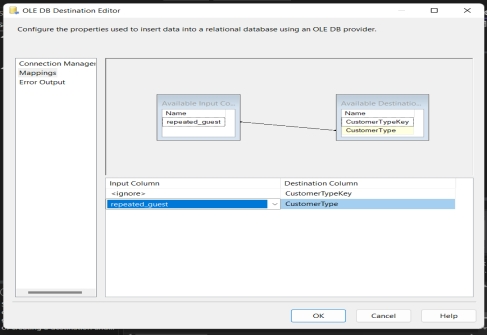 OLE DB Destination Editor
Configure the properties used to insert data into a relational database using an OLE DB provider.
Connection Manager
Mappings
Error Output
Available Input Co...
Name
repeated_guest
Available Destinatio...
Name
CustomerTypeKey
CustomerType
Input Column Destination Column
<ignore> CustomerTypeKey
repeated_guest CustomerType
OK Cancel Help